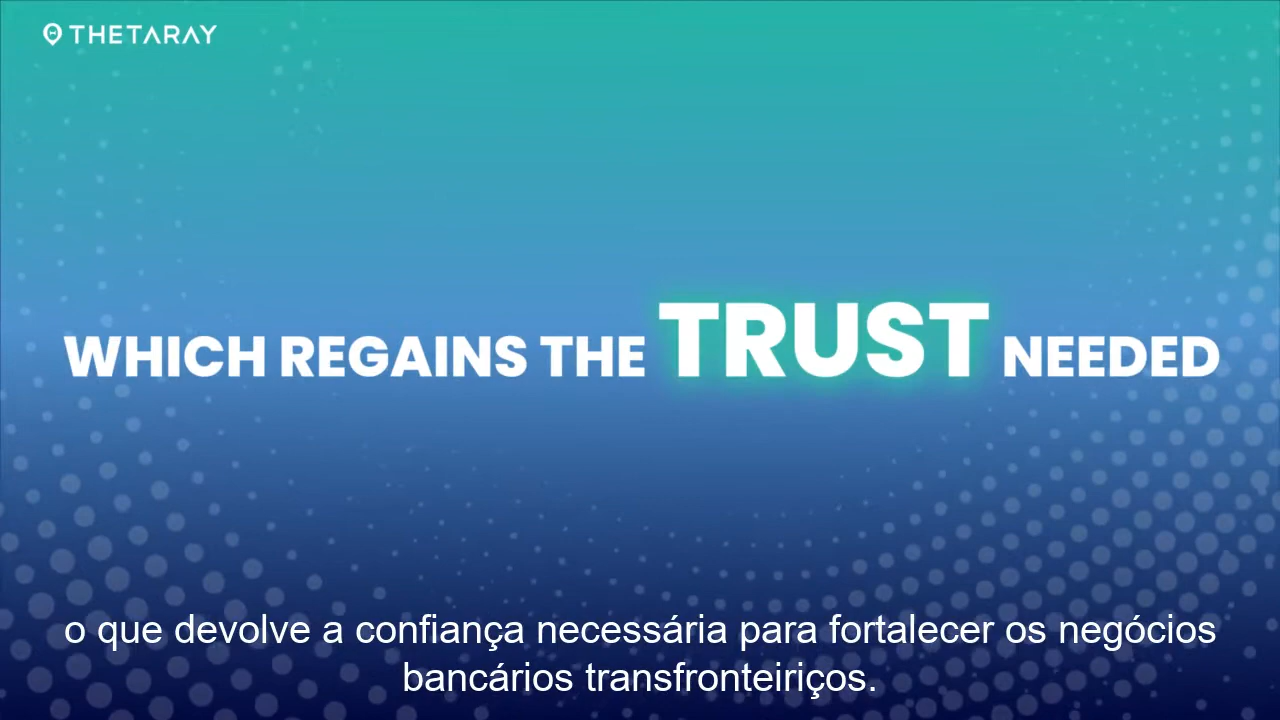 THETARAY
WHICH REGAINS THE TRUST NEEDED
o que devolve a confiança necessária para fortalecer os negócios
bancários transfronteiriços.